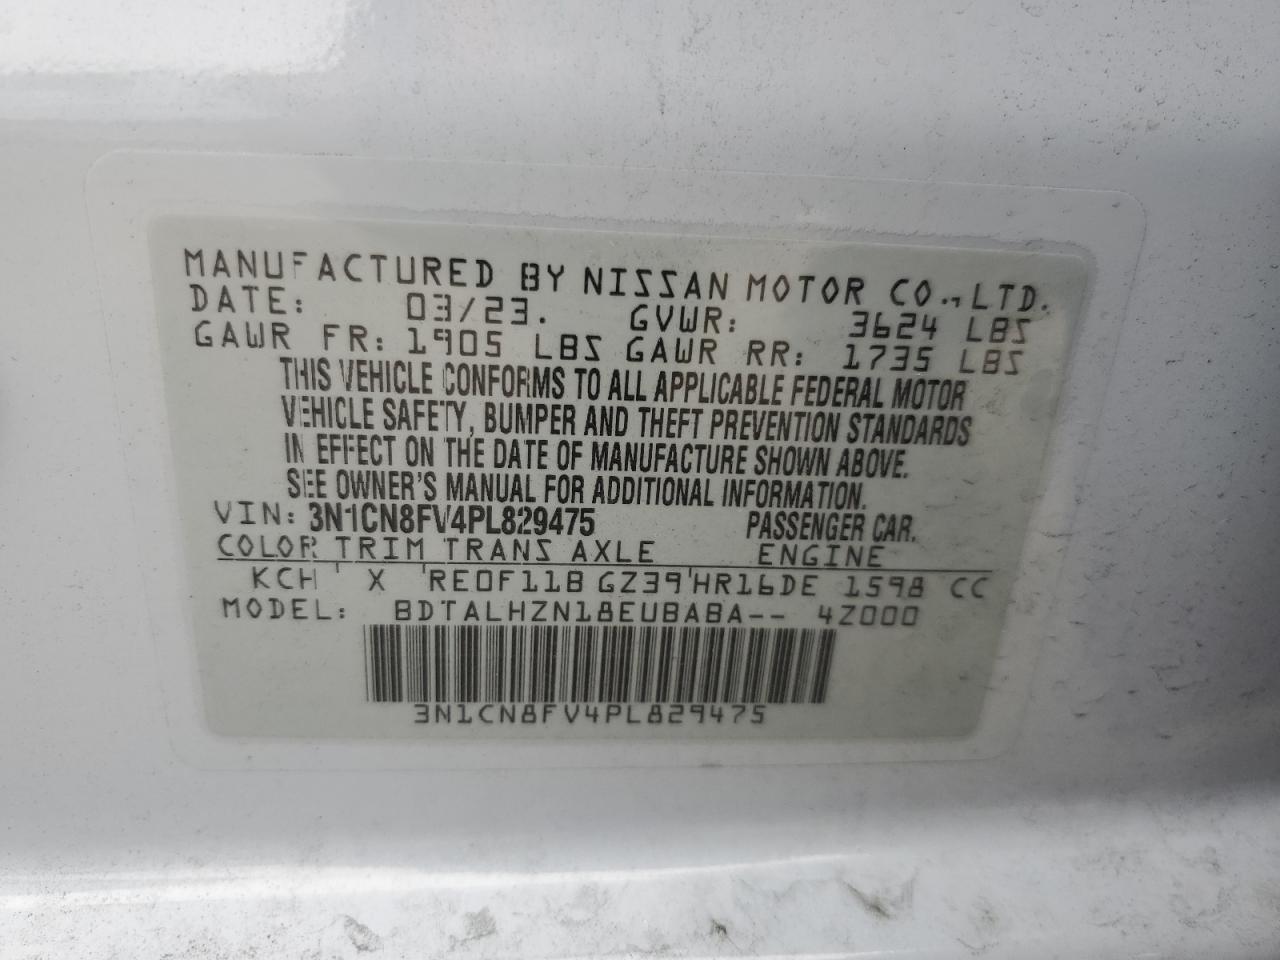 MANUFACTURED BY NISSAN MOTOR CO., LTD.
DATE: 03/23. GVWR: 3624 LBS
GAWR FR: 1905 LBS GAWR RR: 1735 LBS
THIS VEHICLE CONFORMS TO ALL APPLICABLE FEDERAL MOTOR
VEHICLE SAFETY, BUMPER AND THEFT PREVENTION STANDARDS
IN EFFECT ON THE DATE OF MANUFACTURE SHOWN ABOVE.
SEE OWNER'S MANUAL FOR ADDITIONAL INFORMATION.
VIN: 3N1CN8FV4PL829475 PASSENGER CAR.
COLOR TRIM TRANS AXLE ENGINE
KCH X RE0F11B GZ39 HR16DE 1598 CC
MODEL: BDTALHZN18EUBABA-- 4Z000
3N1CN8FV4PL829475